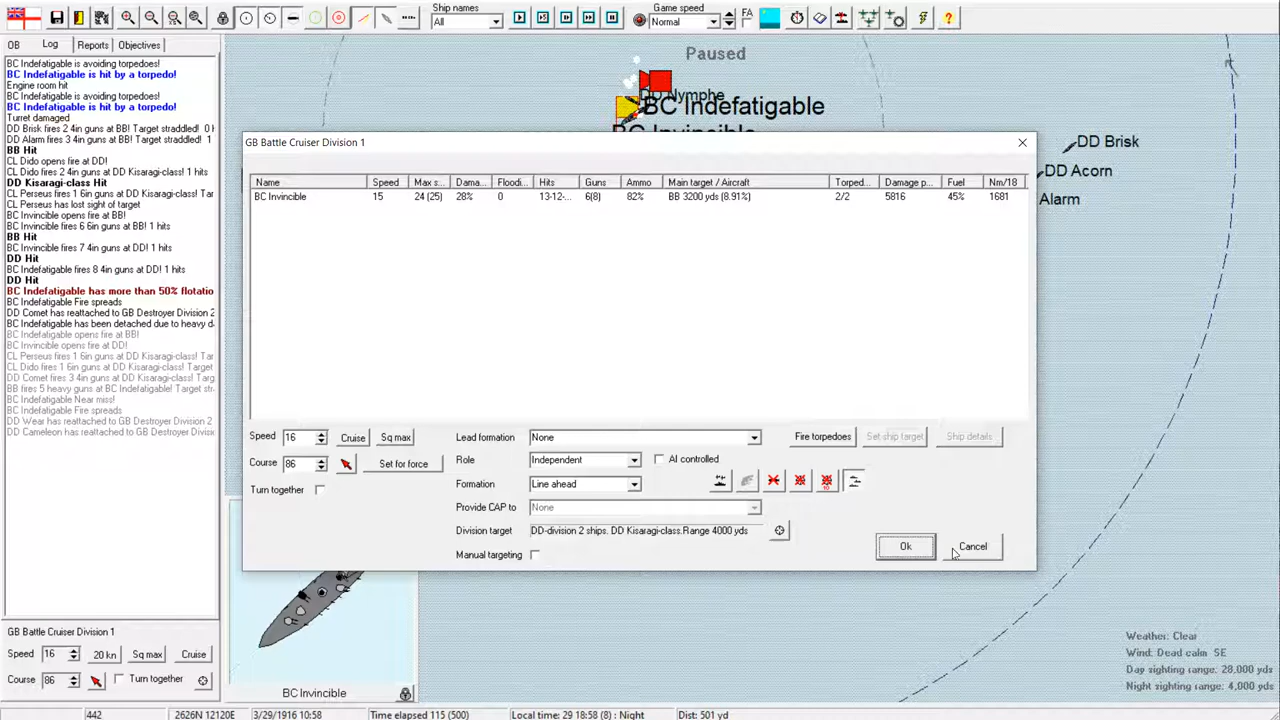 Ship names
Game speed
All
Normal
FA
OB
Log
Reports
Objectives
BC Indefatigable is avoiding torpedoes!
BC Indefatigable is hit by a torpedo!
Engine room hit
BC Indefatigable is avoiding torpedoes!
BC Indefatigable is hit by a torpedo!
Turret damaged
DD Brisk fires 2 4in guns at BB! Target straddled! 0 h
DD Alarm fires 3 4in guns at BB! Target straddled! 1
BB Hit
CL Dido opens fire at DD!
CL Dido fires 2 4in guns at DD! 1 hits
DD Kisaragi-class Hit
CL Perseus fires 1 6in guns at DD Kisaragi-class! Tar
CL Perseus has lost sight of target
BC Invincible opens fire at BB!
BC Invincible fires 6 6in guns at BB! 1 hits
BB Hit
BC Invincible fires 7 4in guns at DD! 1 hits
DD Hit
BC Indefatigable fires 8 4in guns at DD! 1 hits
DD Hit
BC Indefatigable has more than 50% flotatio
BC Indefatigable Fire spreads
DD Comet has reattached to GB Destroyer Division 2
BC Indefatigable has been detached due to heavy d
BC Indefatigable opens fire at BB!
BC Indefatigable opens fire at DD!
CL Perseus fires 1 6in guns at DD Kisaragi-class! Tar
CL Dido fires 1 6in guns at DD Kisaragi-class! Target
DD Comet fires 3 4in guns at DD Kisaragi-class! Targ
BB fires 5 heavy guns at BC Indefatigable! Target str
BC Indefatigable Near miss!
BC Indefatigable Fire spreads
DD Wear has reattached to GB Destroyer Division 2
DD Cameleon has reattached to GB Destroyer Divisi
Paused
DD Nymphe
BC Indefatigable
BC Invincible
DD Brisk
DD Acorn
Alarm
GB Battle Cruiser Division 1
Name Speed Max s... Dama... Floodi... Hits Guns Ammo Main target / Aircraft Torped... Damage p... Fuel Nm/18
BC Invincible 15 24 (25) 28% 0 13-12-... 6(8) 82% BB 3200 yds (8.91%) 2/2 5816 45% 1681
Speed 16 Cruise Sq max Lead formation None Fire torpedoes Set ship target Ship details
Course 86 Set for force Role Independent AI controlled
Turn together Formation Line ahead
Provide CAP to None
Division target DD-division 2 ships. DD Kisaragi-class.Range 4000 yds
Manual targeting
Ok Cancel
GB Battle Cruiser Division 1
Speed 16 20 kn Sq max Cruise
Course 86 Turn together
BC Invincible
Weather: Clear
Wind: Dead calm SE
Day sighting range: 28,000 yds
Night sighting range: 4,000 yds
442 2626N 12120E 3/29/1916 10:58 Time elapsed 115 (500) Local time: 29 18:58 (8) : Night Dist: 501 yd